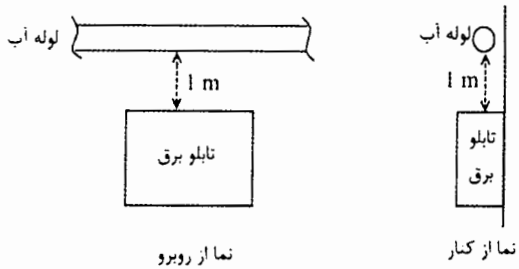 لوله آب
1 m
تابلو برق
نما از روبرو
لوله آب
1 m
تابلو
برق
نما از کنار